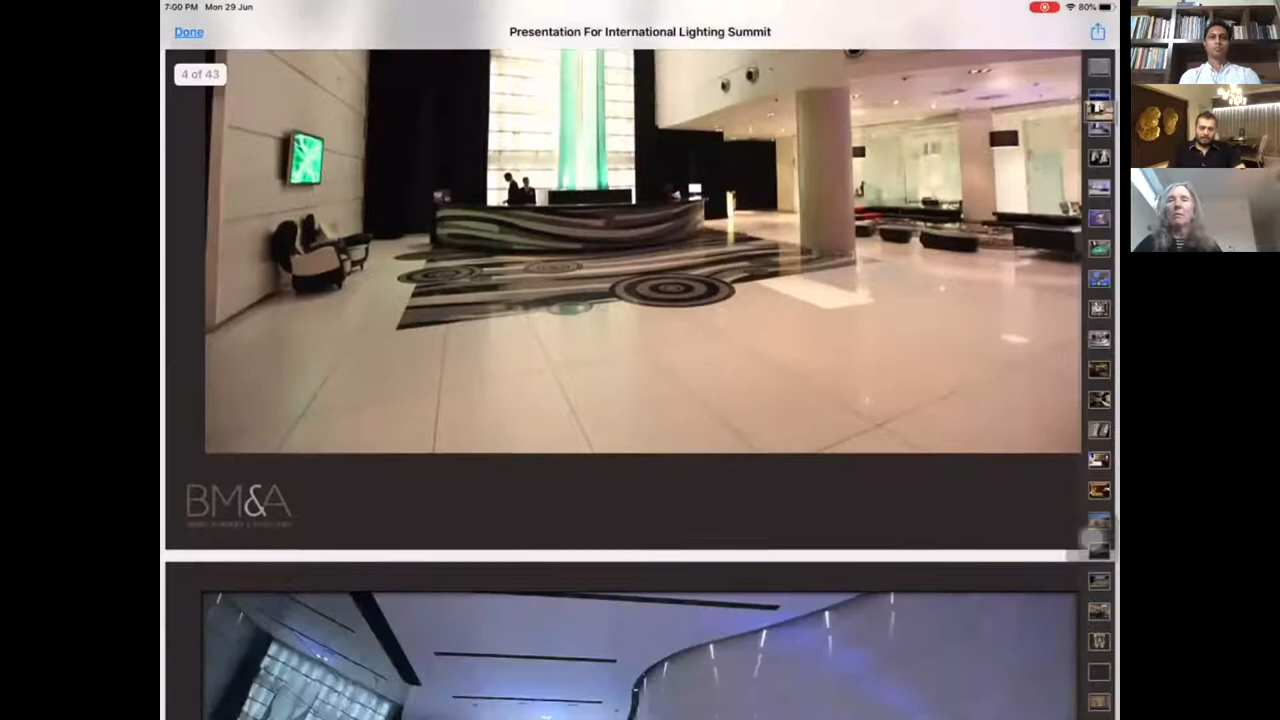 7:00 PM Mon 29 Jun
80%
Done
Presentation For International Lighting Summit
4 of 43
BM&A